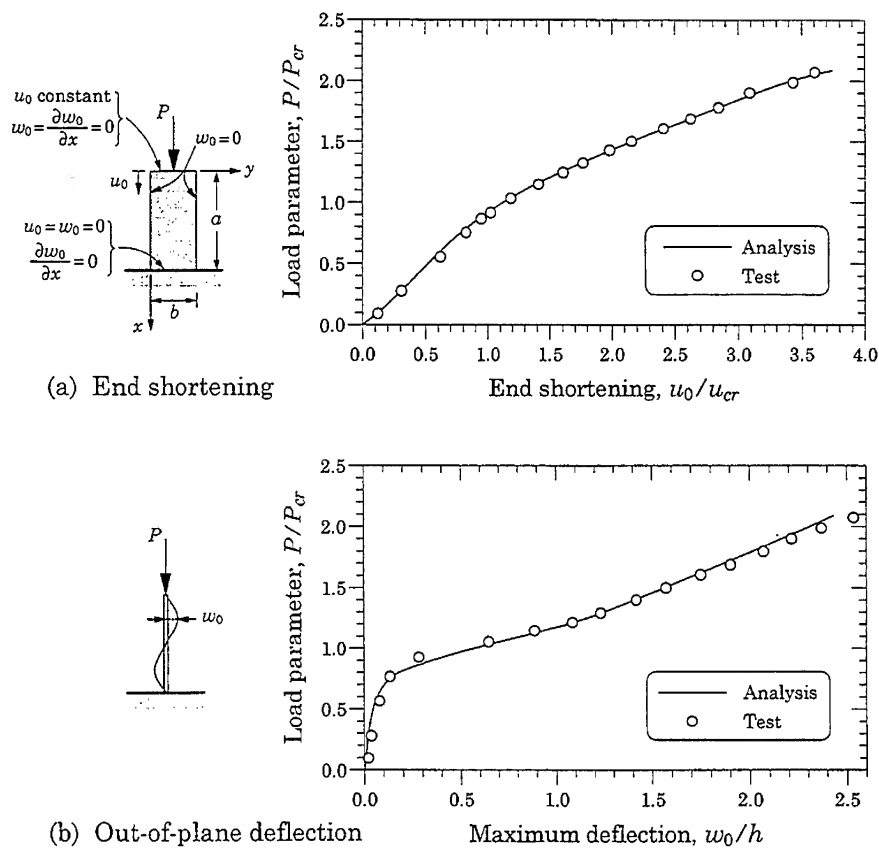 u₀ constant
w₀ = ∂w₀/∂x = 0
P
w₀ = 0
y
u₀
a
u₀ = w₀ = 0
∂w₀/∂x = 0
b
x
(a) End shortening
Load parameter, P/P_cr
2.5
2.0
1.5
1.0
0.5
0.0
Analysis
Test
0.0 0.5 1.0 1.5 2.0 2.5 3.0 3.5 4.0
End shortening, u₀/u_cr
P
w₀
(b) Out-of-plane deflection
Load parameter, P/P_cr
2.5
2.0
1.5
1.0
0.5
0.0
Analysis
Test
0.0 0.5 1.0 1.5 2.0 2.5
Maximum deflection, w₀/h